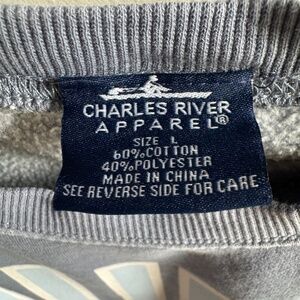 CHARLES RIVER
APPAREL®
SIZE L
60% COTTON
40% POLYESTER
MADE IN CHINA
SEE REVERSE SIDE FOR CARE